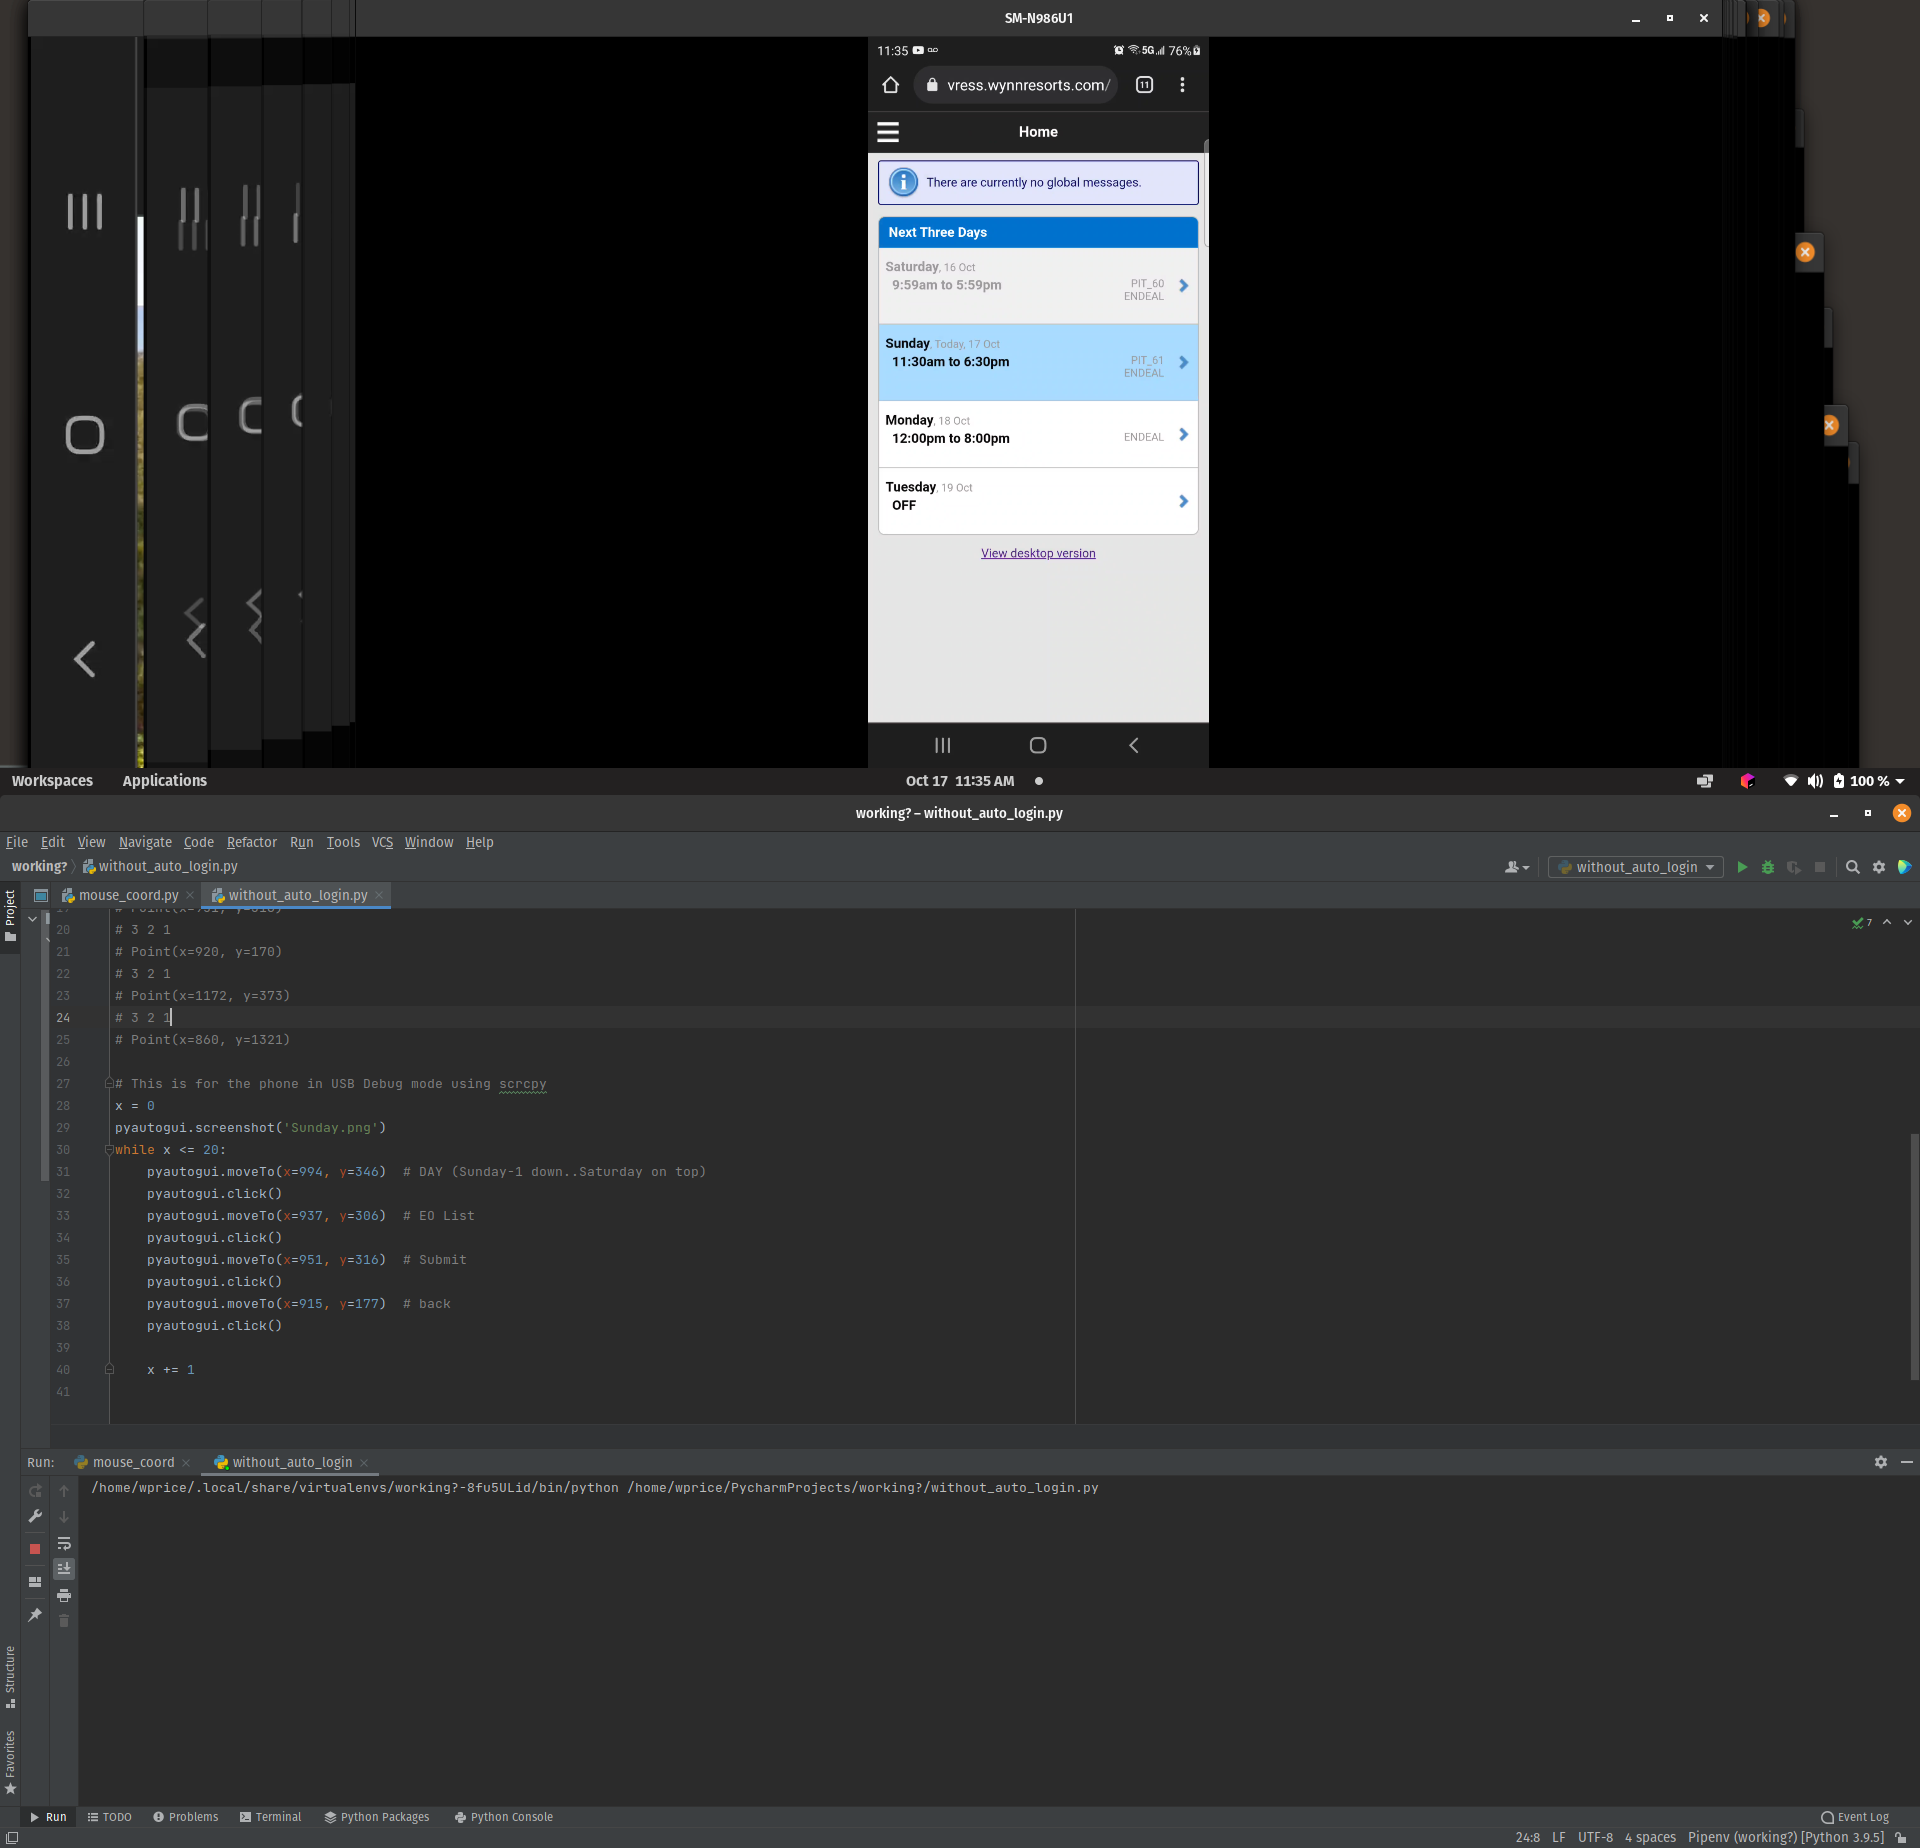 SM-N986U1
11:35
5G
76%
vress.wynnresorts.com/
11
Home
There are currently no global messages.
Next Three Days
Saturday, 16 Oct
9:59am to 5:59pm
PIT_60
ENDEAL
Sunday, Today, 17 Oct
11:30am to 6:30pm
PIT_61
ENDEAL
Monday, 18 Oct
12:00pm to 8:00pm
ENDEAL
Tuesday, 19 Oct
OFF
View desktop version
Workspaces Applications
Oct 17 11:35 AM
100 %
working? – without_auto_login.py
File Edit View Navigate Code Refactor Run Tools VCS Window Help
working? without_auto_login.py
without_auto_login
Project
mouse_coord.py
without_auto_login.py
7
20 # 3 2 1
21 # Point(x=920, y=170)
22 # 3 2 1
23 # Point(x=1172, y=373)
24 # 3 2 1
25 # Point(x=860, y=1321)
26
27 # This is for the phone in USB Debug mode using scrcpy
28 x = 0
29 pyautogui.screenshot('Sunday.png')
30 while x <= 20:
31 pyautogui.moveTo(x=994, y=346) # DAY (Sunday-1 down..Saturday on top)
32 pyautogui.click()
33 pyautogui.moveTo(x=937, y=306) # EO List
34 pyautogui.click()
35 pyautogui.moveTo(x=951, y=316) # Submit
36 pyautogui.click()
37 pyautogui.moveTo(x=915, y=177) # back
38 pyautogui.click()
39
40 x += 1
41
Run: mouse_coord without_auto_login
/home/wprice/.local/share/virtualenvs/working?-8fu5ULid/bin/python /home/wprice/PycharmProjects/working?/without_auto_login.py
Structure
Favorites
Run TODO Problems Terminal Python Packages Python Console Event Log
24:8 LF UTF-8 4 spaces Pipenv (working?) [Python 3.9.5]